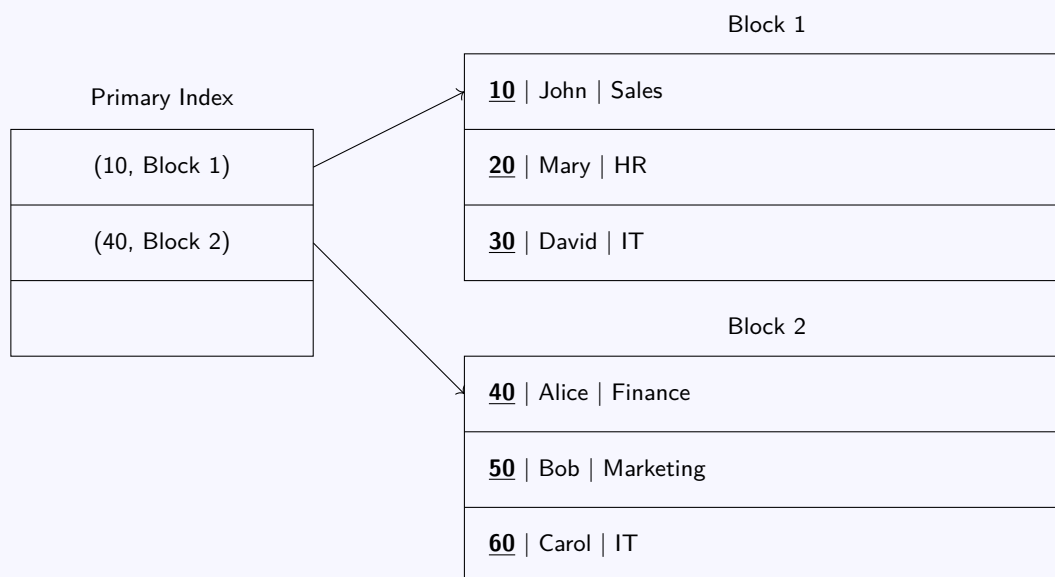 Primary Index
(10, Block 1)
(40, Block 2)
Block 1
10 | John | Sales
20 | Mary | HR
30 | David | IT
Block 2
40 | Alice | Finance
50 | Bob | Marketing
60 | Carol | IT